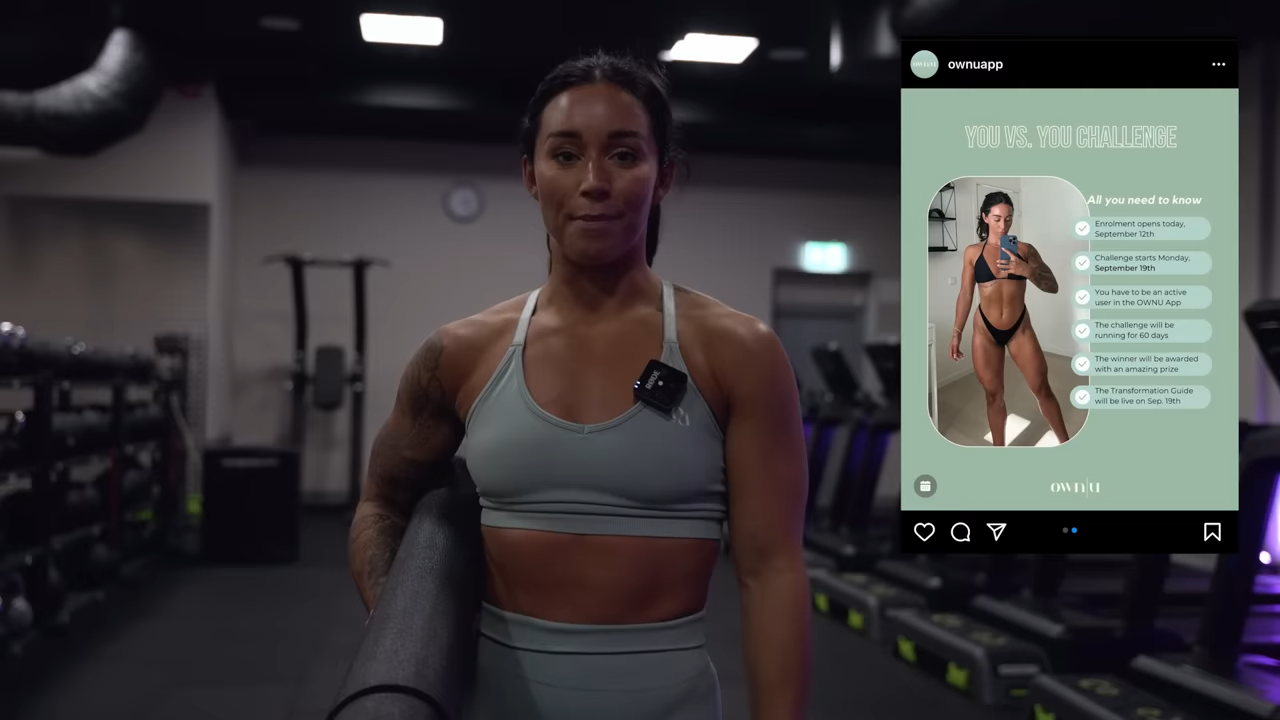 ownuapp
YOU VS. YOU CHALLENGE
All you need to know
Enrolment opens today,
September 12th
Challenge starts Monday,
September 19th
You have to be an active
user in the OWNU App
The challenge will be
running for 60 days
The winner will be awarded
with an amazing prize
The Transformation Guide
will be live on Sep. 19th
OWN|U
RØDE